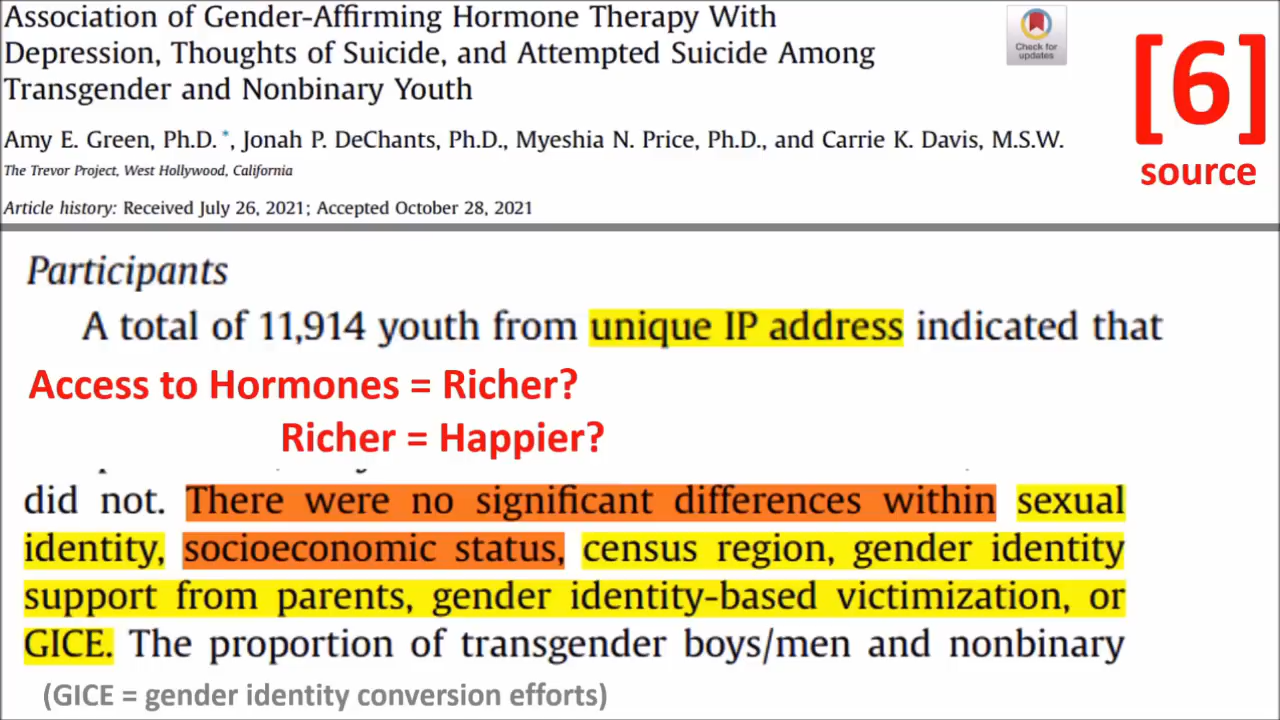 Association of Gender-Affirming Hormone Therapy With
Depression, Thoughts of Suicide, and Attempted Suicide Among
Transgender and Nonbinary Youth
Check for
updates
[6]
source
Amy E. Green, Ph.D. *, Jonah P. DeChants, Ph.D., Myeshia N. Price, Ph.D., and Carrie K. Davis, M.S.W.
The Trevor Project, West Hollywood, California
Article history: Received July 26, 2021; Accepted October 28, 2021
Participants
A total of 11,914 youth from unique IP address indicated that
Access to Hormones = Richer?
Richer = Happier?
did not. There were no significant differences within sexual
identity, socioeconomic status, census region, gender identity
support from parents, gender identity-based victimization, or
GICE. The proportion of transgender boys/men and nonbinary
(GICE = gender identity conversion efforts)